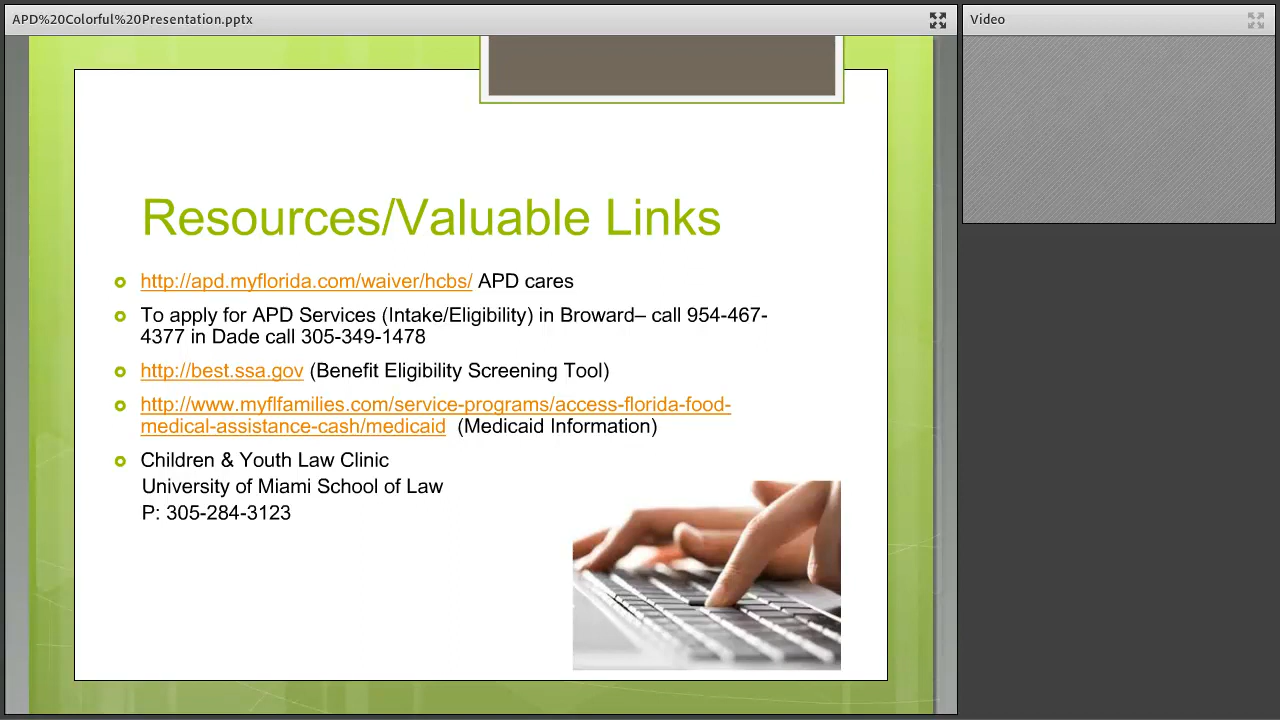 APD%20Colorful%20Presentation.pptx
Video
Resources/Valuable Links
http://apd.myflorida.com/waiver/hcbs/ APD cares
To apply for APD Services (Intake/Eligibility) in Broward– call 954-467-
4377 in Dade call 305-349-1478
http://best.ssa.gov (Benefit Eligibility Screening Tool)
http://www.myflfamilies.com/service-programs/access-florida-food-
medical-assistance-cash/medicaid (Medicaid Information)
Children & Youth Law Clinic
University of Miami School of Law
P: 305-284-3123